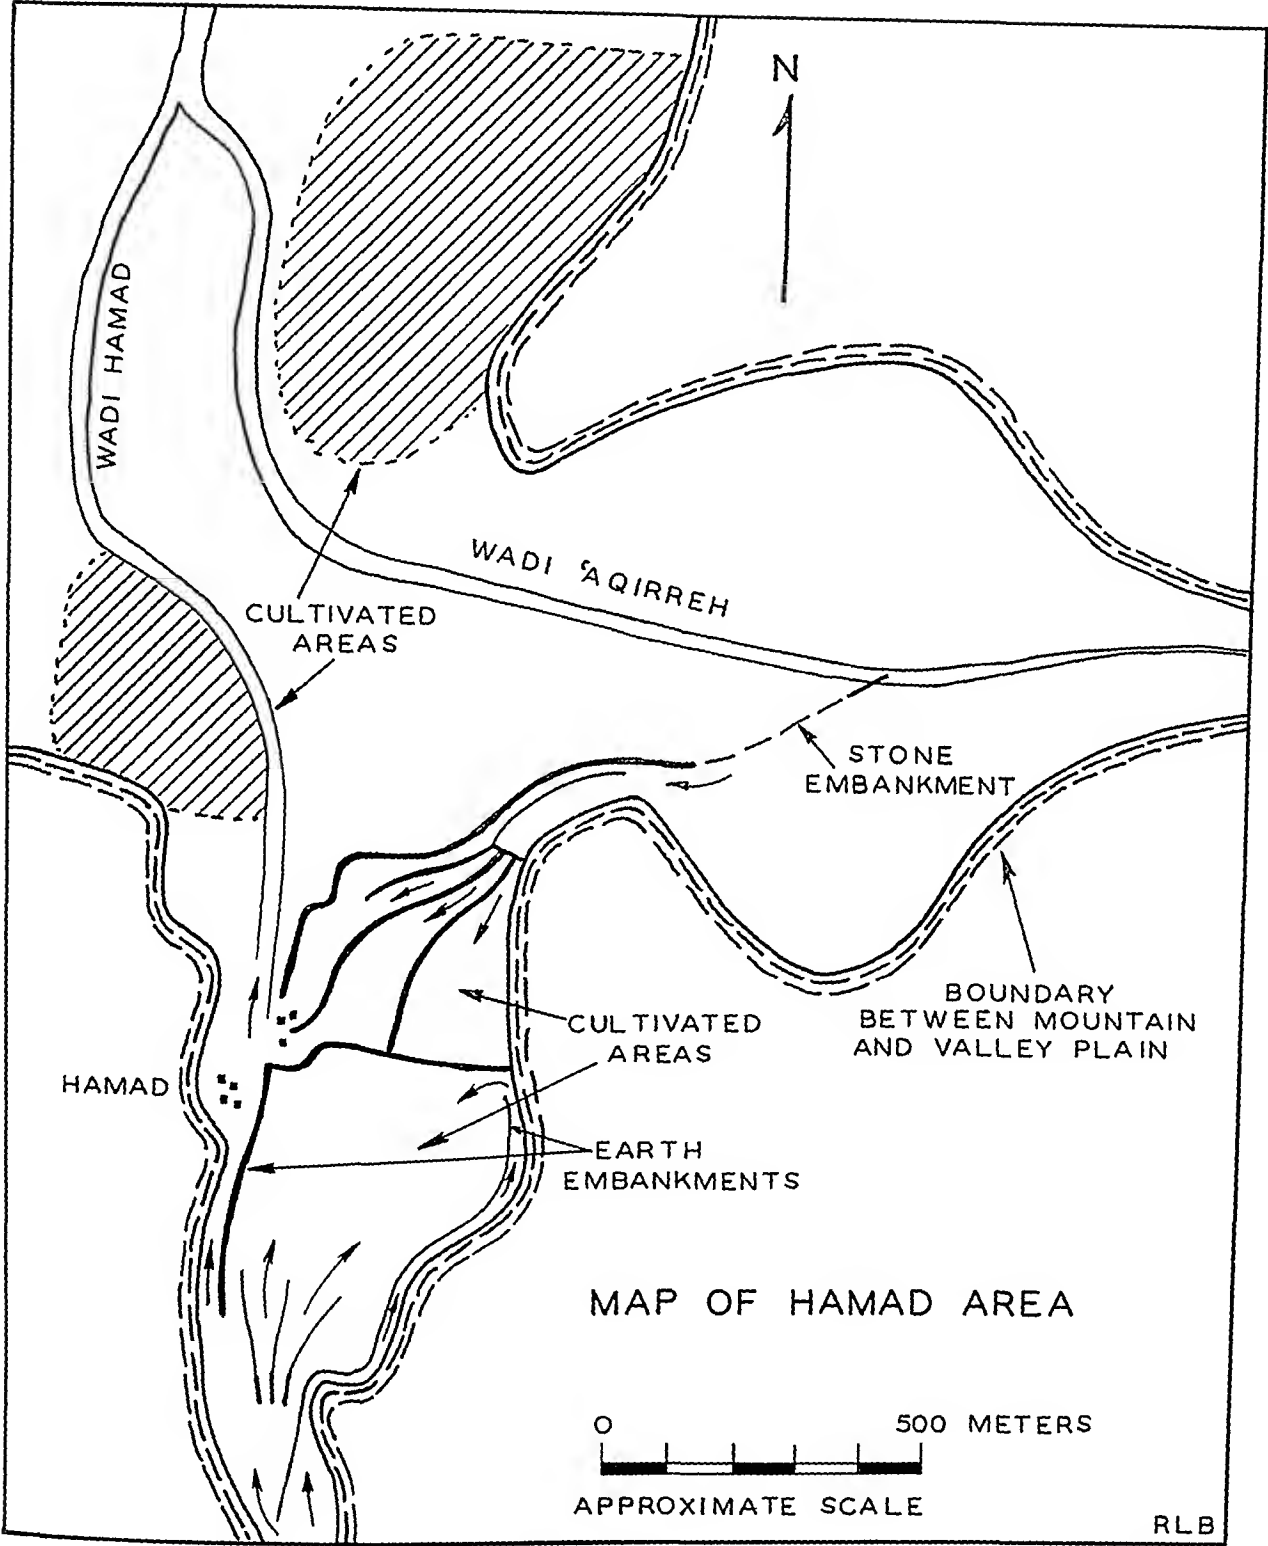 N
WADI HAMAD
WADI ‘AQIRREH
CULTIVATED
AREAS
STONE
EMBANKMENT
BOUNDARY
BETWEEN MOUNTAIN
AND VALLEY PLAIN
CULTIVATED
AREAS
HAMAD
EARTH
EMBANKMENTS
MAP OF HAMAD AREA
0 500 METERS
APPROXIMATE SCALE
RLB